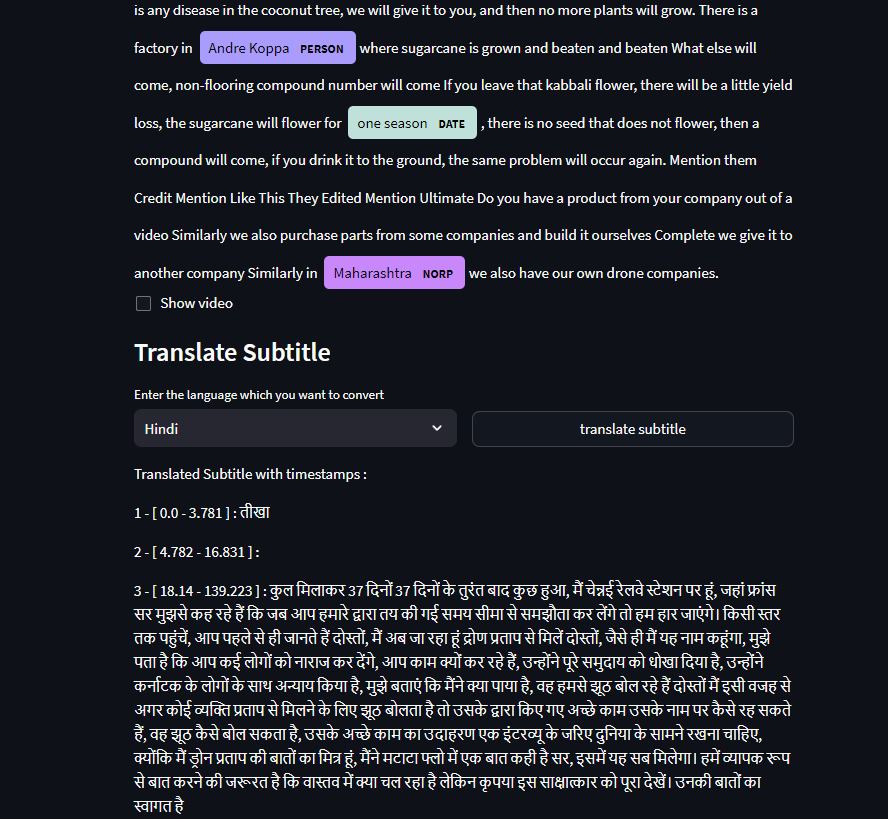 is any disease in the coconut tree, we will give it to you, and then no more plants will grow. There is a
factory in Andre Koppa PERSON where sugarcane is grown and beaten and beaten What else will
come, non-flooring compound number will come If you leave that kabbali flower, there will be a little yield
loss, the sugarcane will flower for one season DATE , there is no seed that does not flower, then a
compound will come, if you drink it to the ground, the same problem will occur again. Mention them
Credit Mention Like This They Edited Mention Ultimate Do you have a product from your company out of a
video Similarly we also purchase parts from some companies and build it ourselves Complete we give it to
another company Similarly in Maharashtra NORP we also have our own drone companies.
Show video
Translate Subtitle
Enter the language which you want to convert
Hindi translate subtitle
Translated Subtitle with timestamps :
1 - [ 0.0 - 3.781 ] : तीखा
2 - [ 4.782 - 16.831 ] :
3 - [ 18.14 - 139.223 ] : कुल मिलाकर 37 दिनों 37 दिनों के तुरंत बाद कुछ हुआ, मैं चेन्नई रेलवे स्टेशन पर हूं, जहां फ्रांस
सर मुझसे कह रहे हैं कि जब आप हमारे द्वारा तय की गई समय सीमा से समझौता कर लेंगे तो हम हार जाएंगे। किसी स्तर
तक पहुंचें, आप पहले से ही जानते हैं दोस्तों, मैं अब जा रहा हूं द्रोण प्रताप से मिलें दोस्तों, जैसे ही मैं यह नाम कहूंगा, मुझे
पता है कि आप कई लोगों को नाराज कर देंगे, आप काम क्यों कर रहे हैं, उन्होंने पूरे समुदाय को धोखा दिया है, उन्होंने
कर्नाटक के लोगों के साथ अन्याय किया है, मुझे बताएं कि मैंने क्या पाया है, वह हमसे झूठ बोल रहे हैं दोस्तों मैं इसी वजह से
अगर कोई व्यक्ति प्रताप से मिलने के लिए झूठ बोलता है तो उसके द्वारा किए गए अच्छे काम उसके नाम पर कैसे रह सकते
हैं, वह झूठ कैसे बोल सकता है, उसके अच्छे काम का उदाहरण एक इंटरव्यू के जरिए दुनिया के सामने रखना चाहिए,
क्योंकि मैं ड्रोन प्रताप की बातों का मित्र हूं, मैंने मटाटा फ्लो में एक बात कही है सर, इसमें यह सब मिलेगा। हमें व्यापक रूप
से बात करने की जरूरत है कि वास्तव में क्या चल रहा है लेकिन कृपया इस साक्षात्कार को पूरा देखें। उनकी बातों का
स्वागत है